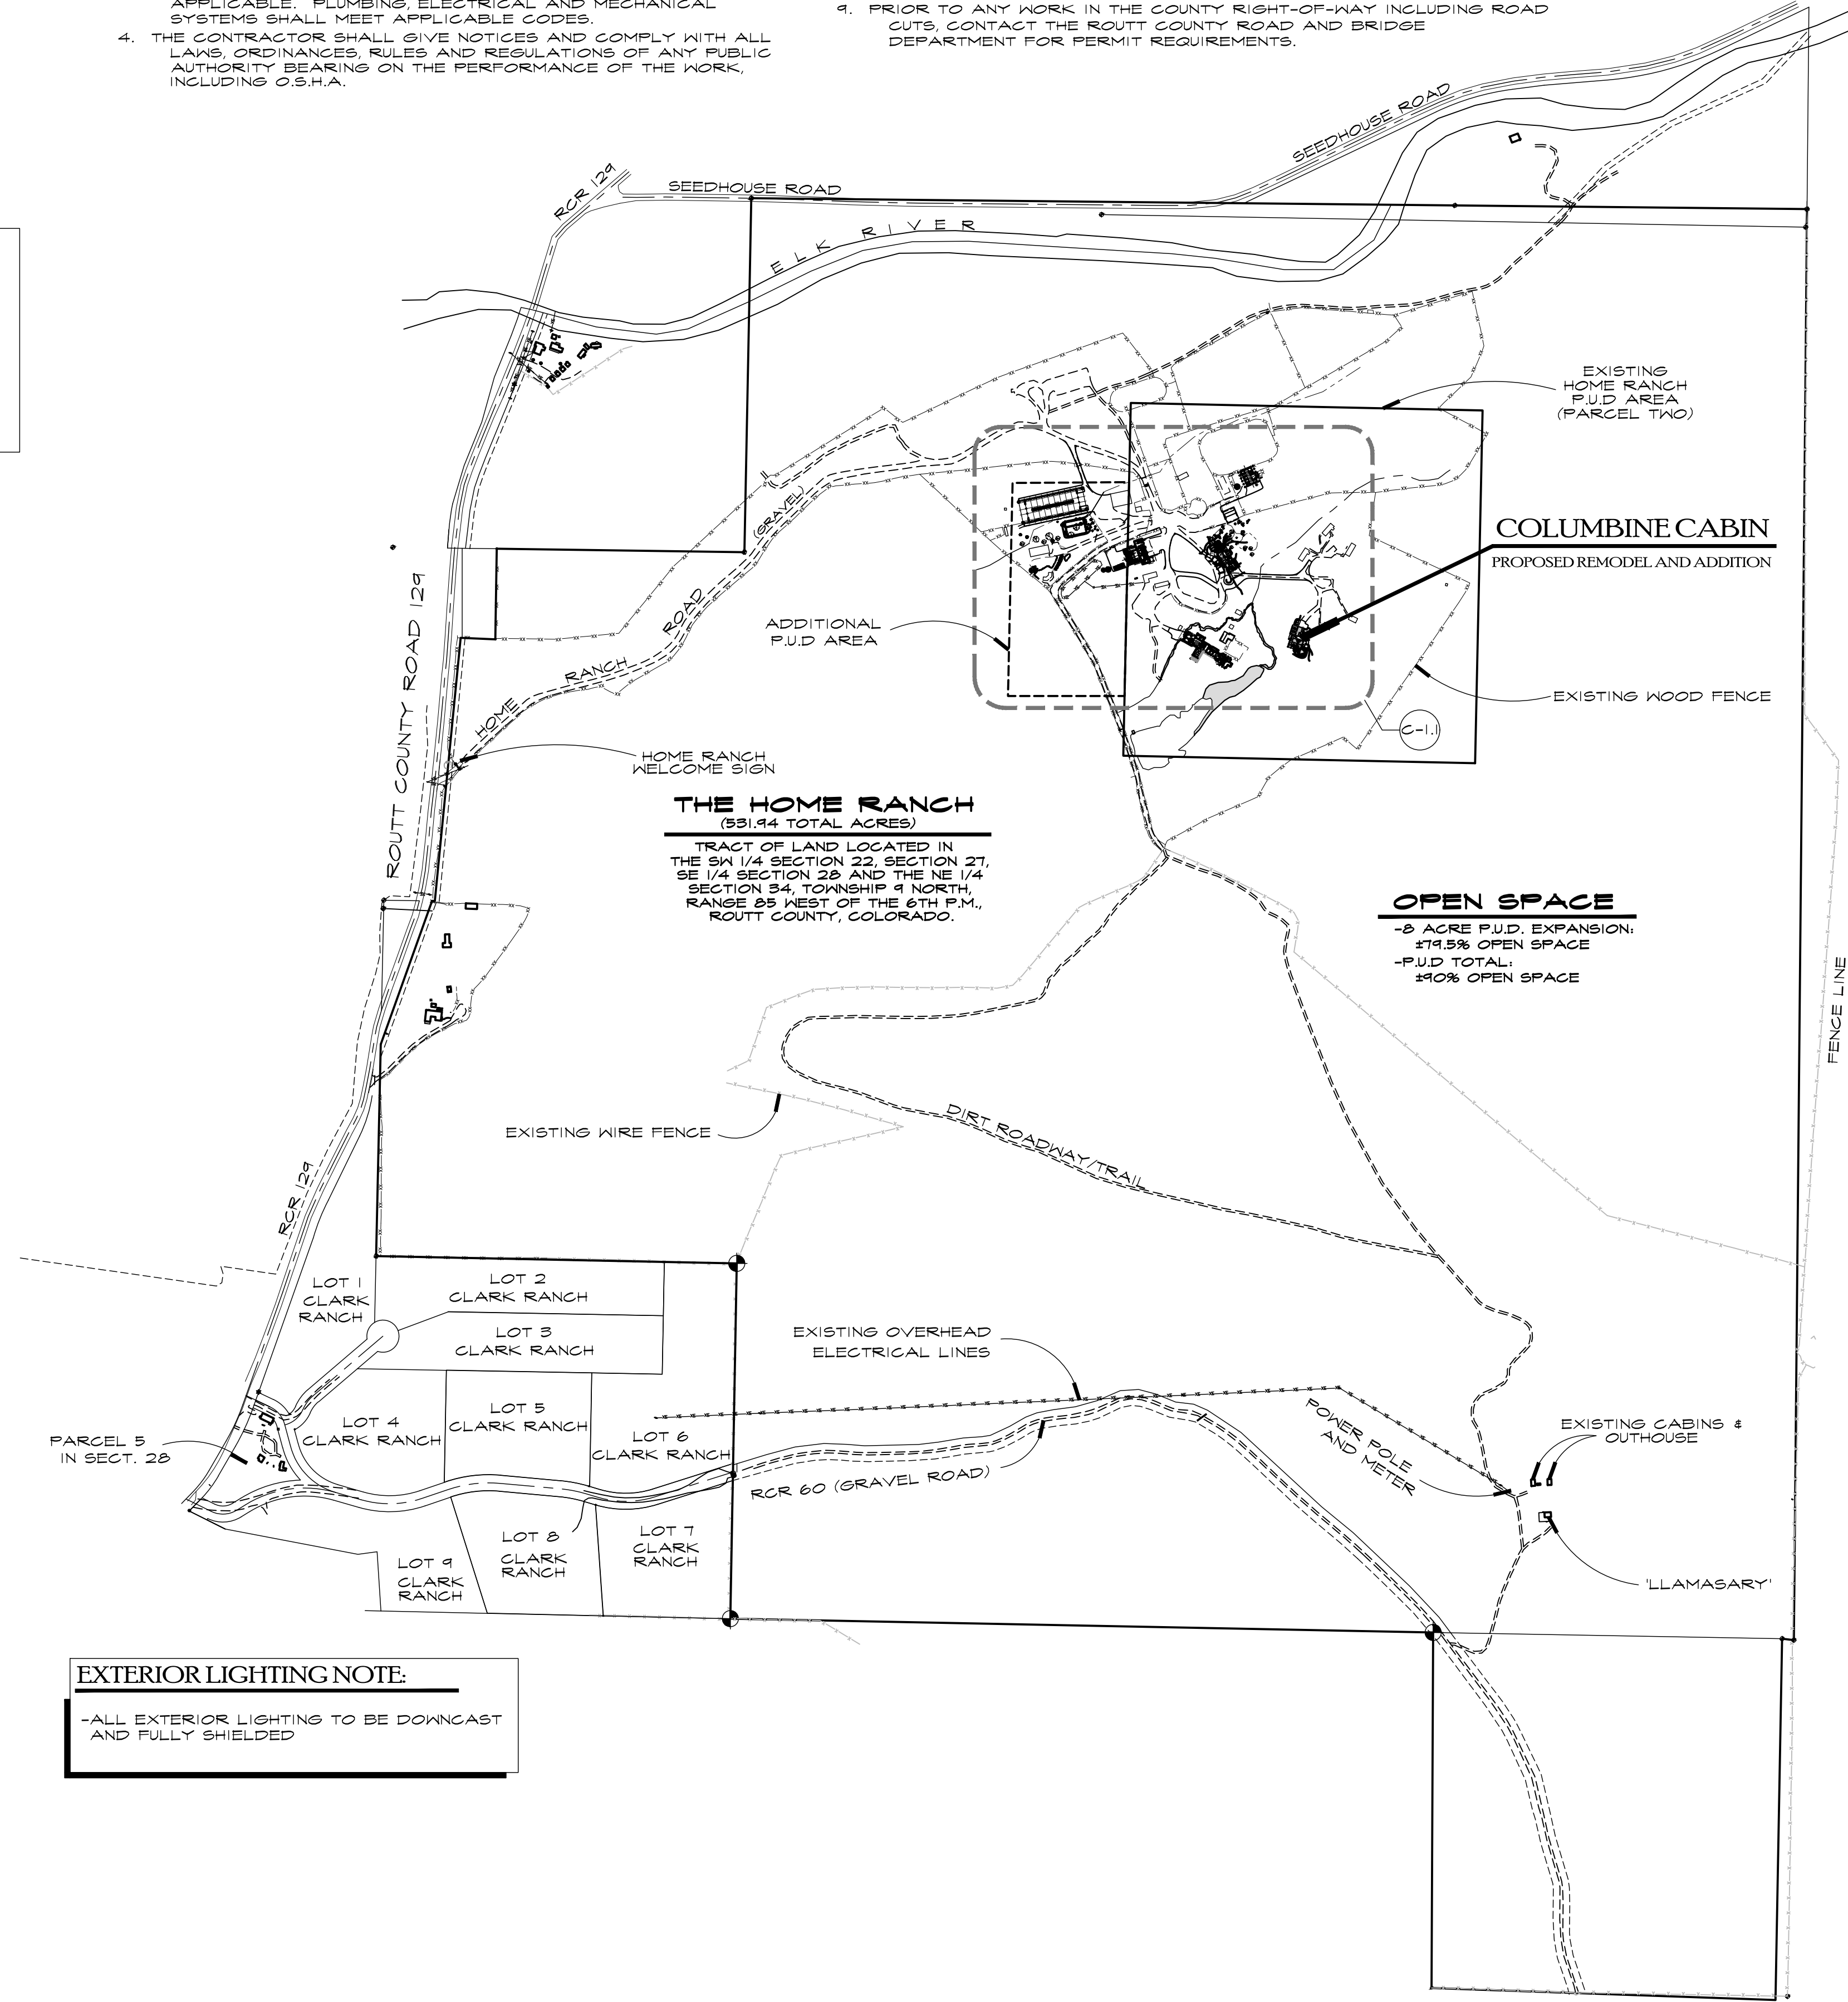 APPLICABLE. PLUMBING, ELECTRICAL AND MECHANICAL
SYSTEMS SHALL MEET APPLICABLE CODES.
4. THE CONTRACTOR SHALL GIVE NOTICES AND COMPLY WITH ALL
LAWS, ORDINANCES, RULES AND REGULATIONS OF ANY PUBLIC
AUTHORITY BEARING ON THE PERFORMANCE OF THE WORK,
INCLUDING O.S.H.A.
9. PRIOR TO ANY WORK IN THE COUNTY RIGHT-OF-WAY INCLUDING ROAD
CUTS, CONTACT THE ROUTT COUNTY ROAD AND BRIDGE
DEPARTMENT FOR PERMIT REQUIREMENTS.
SEEDHOUSE ROAD
RCR 129
SEEDHOUSE ROAD
ELK RIVER
EXISTING
HOME RANCH
P.U.D AREA
(PARCEL TWO)
COLUMBINE CABIN
PROPOSED REMODEL AND ADDITION
(GRAVEL)
ROUTT COUNTY ROAD 129
ADDITIONAL
P.U.D AREA
HOME RANCH ROAD
EXISTING WOOD FENCE
C-1.1
HOME RANCH
WELCOME SIGN
THE HOME RANCH
(531.94 TOTAL ACRES)
TRACT OF LAND LOCATED IN
THE SW 1/4 SECTION 22, SECTION 27,
SE 1/4 SECTION 28 AND THE NE 1/4
SECTION 34, TOWNSHIP 9 NORTH,
RANGE 85 WEST OF THE 6TH P.M.,
ROUTT COUNTY, COLORADO.
OPEN SPACE
-8 ACRE P.U.D. EXPANSION:
±79.5% OPEN SPACE
-P.U.D TOTAL:
±90% OPEN SPACE
FENCE LINE
EXISTING WIRE FENCE
DIRT ROADWAY/TRAIL
RCR 129
LOT 1
CLARK
RANCH
LOT 2
CLARK RANCH
LOT 3
CLARK RANCH
EXISTING OVERHEAD
ELECTRICAL LINES
LOT 4
CLARK RANCH
LOT 5
CLARK RANCH
LOT 6
CLARK RANCH
PARCEL 5
IN SECT. 28
POWER POLE
AND METER
EXISTING CABINS &
OUTHOUSE
RCR 60 (GRAVEL ROAD)
LOT 9
CLARK
RANCH
LOT 8
CLARK
RANCH
LOT 7
CLARK
RANCH
'LLAMASARY'
EXTERIOR LIGHTING NOTE:
-ALL EXTERIOR LIGHTING TO BE DOWNCAST
AND FULLY SHIELDED